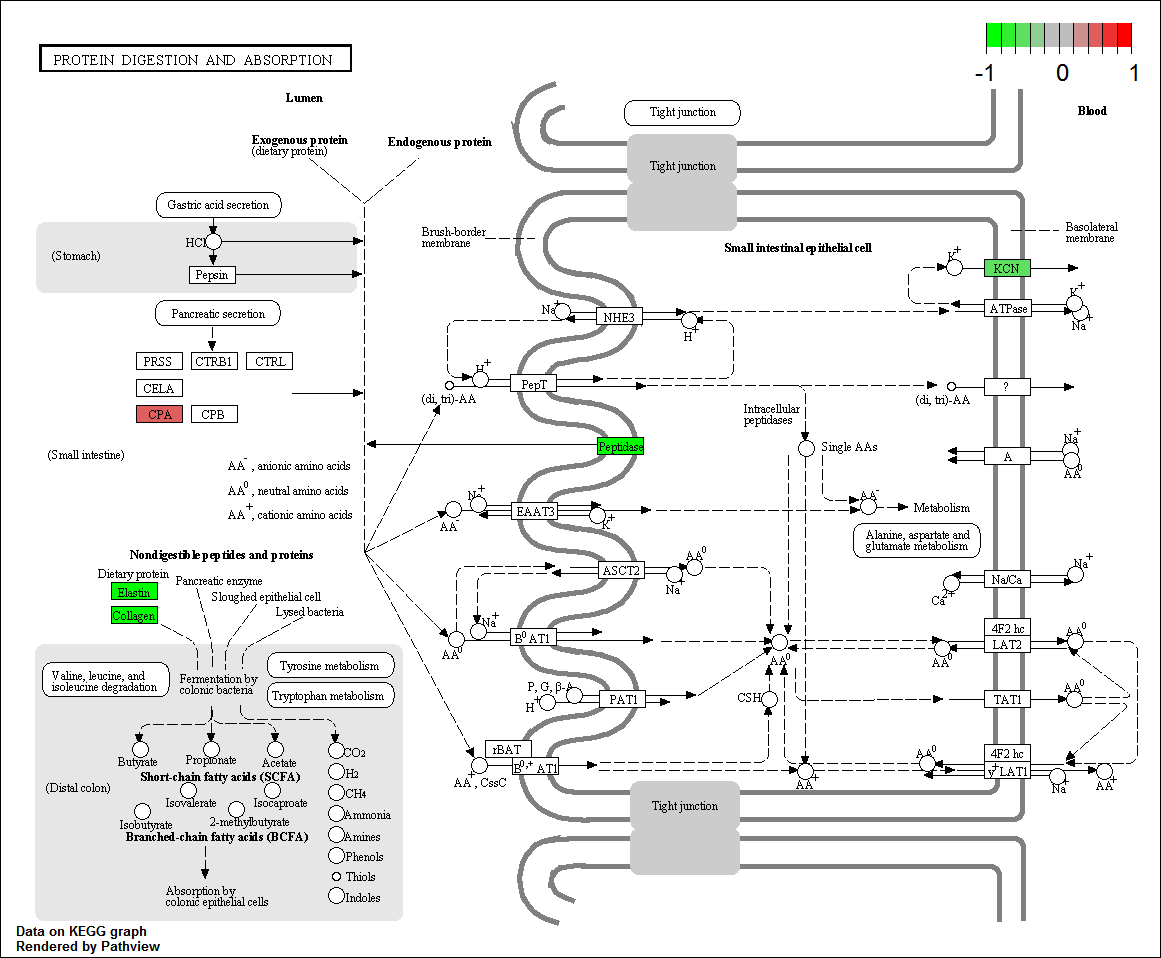 PROTEIN DIGESTION AND ABSORPTION
-1 0 1
Lumen
Blood
Tight junction
Exogenous protein
(dietary protein)
Endogenous protein
Tight junction
Gastric acid secretion
Brush-border
membrane
Small intestinal epithelial cell
Basolateral
membrane
(Stomach)
HCl
Pepsin
K+
KCN
Pancreatic secretion
Na+
NHE3
H+
ATPase
K+
Na+
PRSS
CTRB1
CTRL
CELA
CPA
CPB
H+
PepT
(di, tri)-AA
(di, tri)-AA
?
Intracellular
peptidases
Peptidase
Single AAs
Na+
A
AA0
(Small intestine)
AA- , anionic amino acids
AA0 , neutral amino acids
AA+ , cationic amino acids
Na+
AA-
EAAT3
K+
AA-
Metabolism
Alanine, aspartate and
glutamate metabolism
Nondigestible peptides and proteins
Dietary protein
Elastin
Collagen
Pancreatic enzyme
Sloughed epithelial cell
Lysed bacteria
ASCT2
AA0
Na+
Na/Ca
Na+
Ca2+
Na+
AA0
B0 AT1
AA0
4F2 hc
LAT2
AA0
AA0
Valine, leucine, and
isoleucine degradation
Fermentation by
colonic bacteria
Tyrosine metabolism
Tryptophan metabolism
P, G, β-A
H+
PAT1
CSH
TAT1
AA0
Butyrate
Propionate
Acetate
CO2
Short-chain fatty acids (SCFA)
H2
rBAT
B0,+ AT1
AA+, CssC
AA+
AA0
4F2 hc
y+LAT1
Na+
AA+
(Distal colon)
Isovalerate
Isocaproate
CH4
Isobutyrate
2-methylbutyrate
Ammonia
Branched-chain fatty acids (BCFA)
Amines
Phenols
Thiols
Indoles
Absorption by
colonic epithelial cells
Tight junction
Data on KEGG graph
Rendered by Pathview